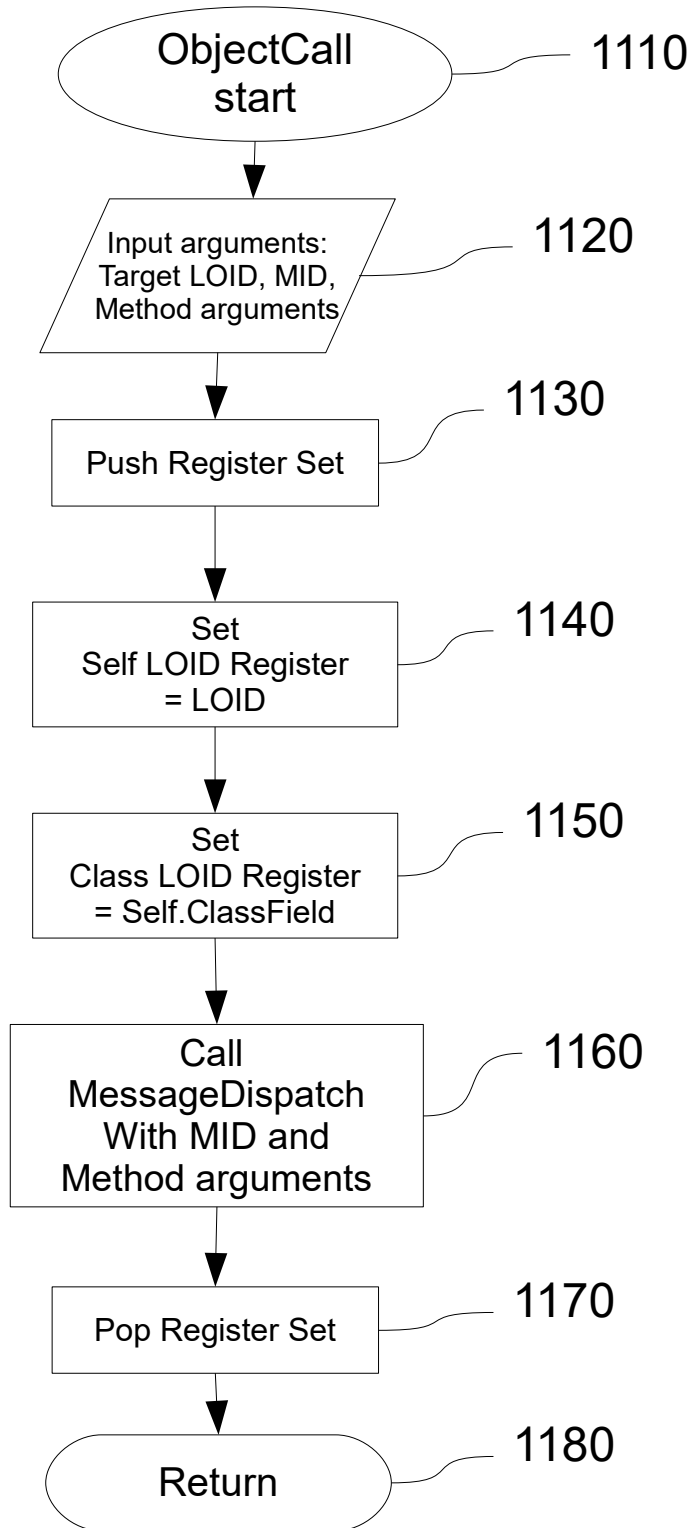 ObjectCall
start
1110
Input arguments:
Target LOID, MID,
Method arguments
1120
Push Register Set
1130
Set
Self LOID Register
= LOID
1140
Set
Class LOID Register
= Self.ClassField
1150
Call
MessageDispatch
With MID and
Method arguments
1160
Pop Register Set
1170
Return
1180